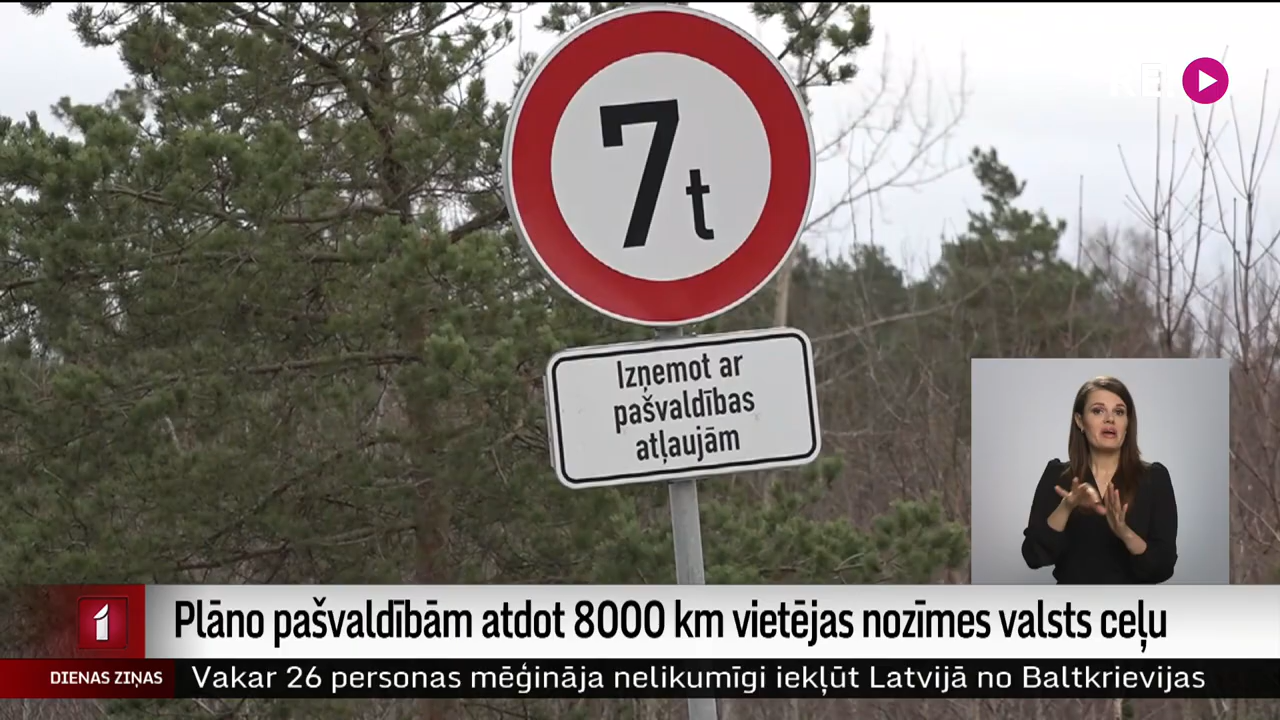 7t
Izņemot ar
pašvaldības
atļaujām
1
Plāno pašvaldībām atdot 8000 km vietējas nozīmes valsts ceļu
DIENAS ZIŅAS
Vakar 26 personas mēģināja nelikumīgi iekļūt Latvijā no Baltkrievijas